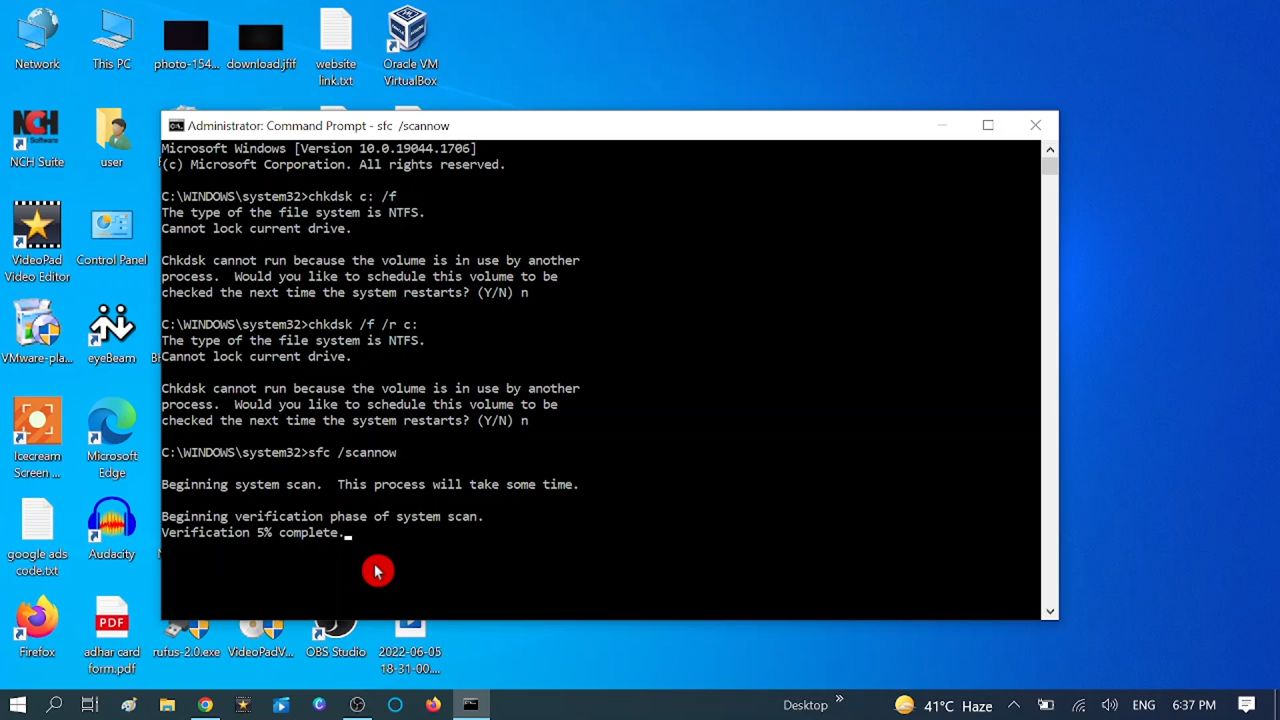 Network
This PC
photo-154...
download.jfif
website
link.txt
Oracle VM
VirtualBox
NCH
Software
NCH Suite
user
VideoPad
Video Editor
Control Panel
VMware-pla...
eyeBeam
Icecream
Screen ...
Microsoft
Edge
google ads
code.txt
Audacity
Firefox
PDF
adhar card
form.pdf
rufus-2.0.exe
VideoPadV...
OBS Studio
2022-06-05
18-31-00....
C:\.
Administrator: Command Prompt - sfc  /scannow
Microsoft Windows [Version 10.0.19044.1706]
(c) Microsoft Corporation. All rights reserved.
C:\WINDOWS\system32>chkdsk c: /f
The type of the file system is NTFS.
Cannot lock current drive.
Chkdsk cannot run because the volume is in use by another
process.  Would you like to schedule this volume to be
checked the next time the system restarts? (Y/N) n
C:\WINDOWS\system32>chkdsk /f /r c:
The type of the file system is NTFS.
Cannot lock current drive.
Chkdsk cannot run because the volume is in use by another
process.  Would you like to schedule this volume to be
checked the next time the system restarts? (Y/N) n
C:\WINDOWS\system32>sfc /scannow
Beginning system scan.  This process will take some time.
Beginning verification phase of system scan.
Verification 5% complete.
Desktop
»
41°C Haze
ENG
6:37 PM